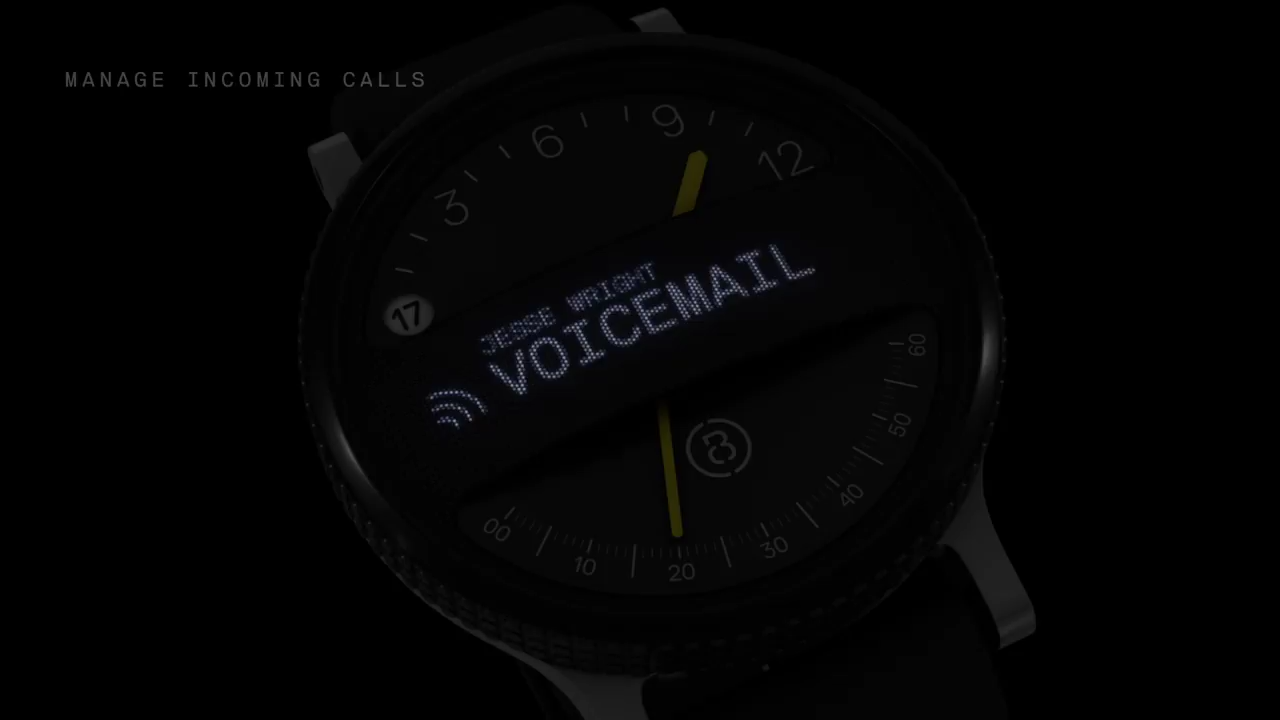 MANAGE INCOMING CALLS
3 6 9 12
JESSE WRIGHT
VOICEMAIL
17
00 10 20 30 40 50 60